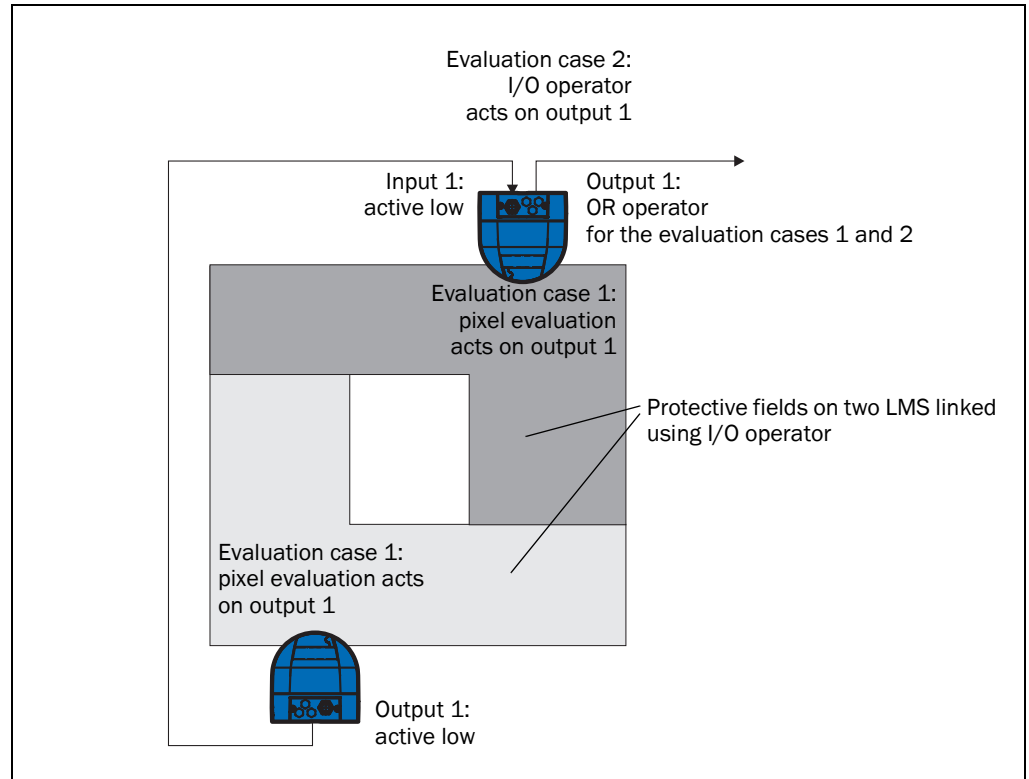 Evaluation case 2:
I/O operator
acts on output 1
Input 1:
active low
Output 1:
OR operator
for the evaluation cases 1 and 2
Evaluation case 1:
pixel evaluation
acts on output 1
Protective fields on two LMS linked
using I/O operator
Evaluation case 1:
pixel evaluation acts
on output 1
Output 1:
active low